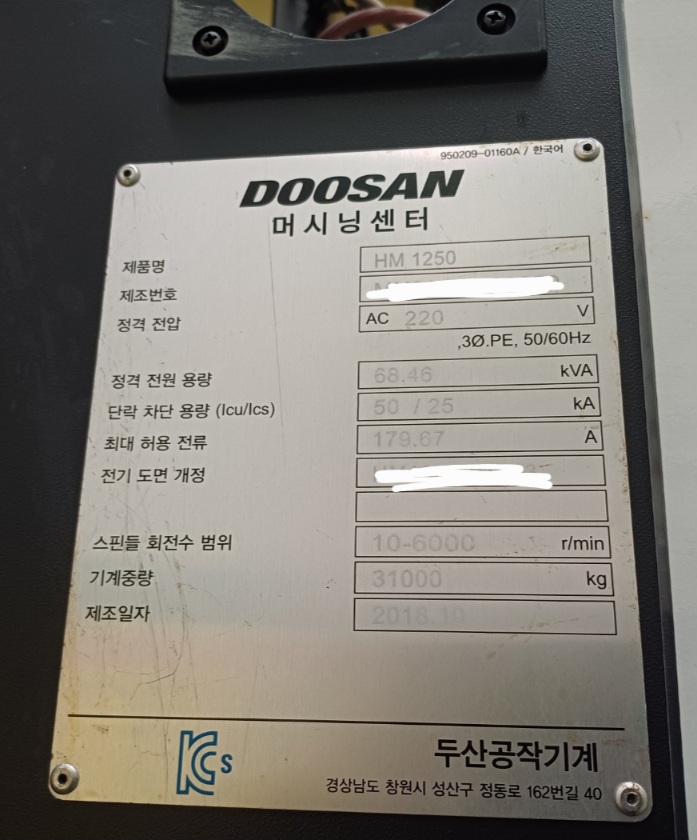 950209-01160A / 한국어
DOOSAN
머시닝센터
제품명 HM 1250
제조번호
정격 전압 AC 220 V
,3Ø.PE, 50/60Hz
정격 전원 용량 68.46 kVA
단락 차단 용량 (Icu/Ics) 50 / 25 kA
최대 허용 전류 179.67 A
전기 도면 개정
스핀들 회전수 범위 10-6000 r/min
기계중량 31000 kg
제조일자 2018.10
KCs
두산공작기계
경상남도 창원시 성산구 정동로 162번길 40